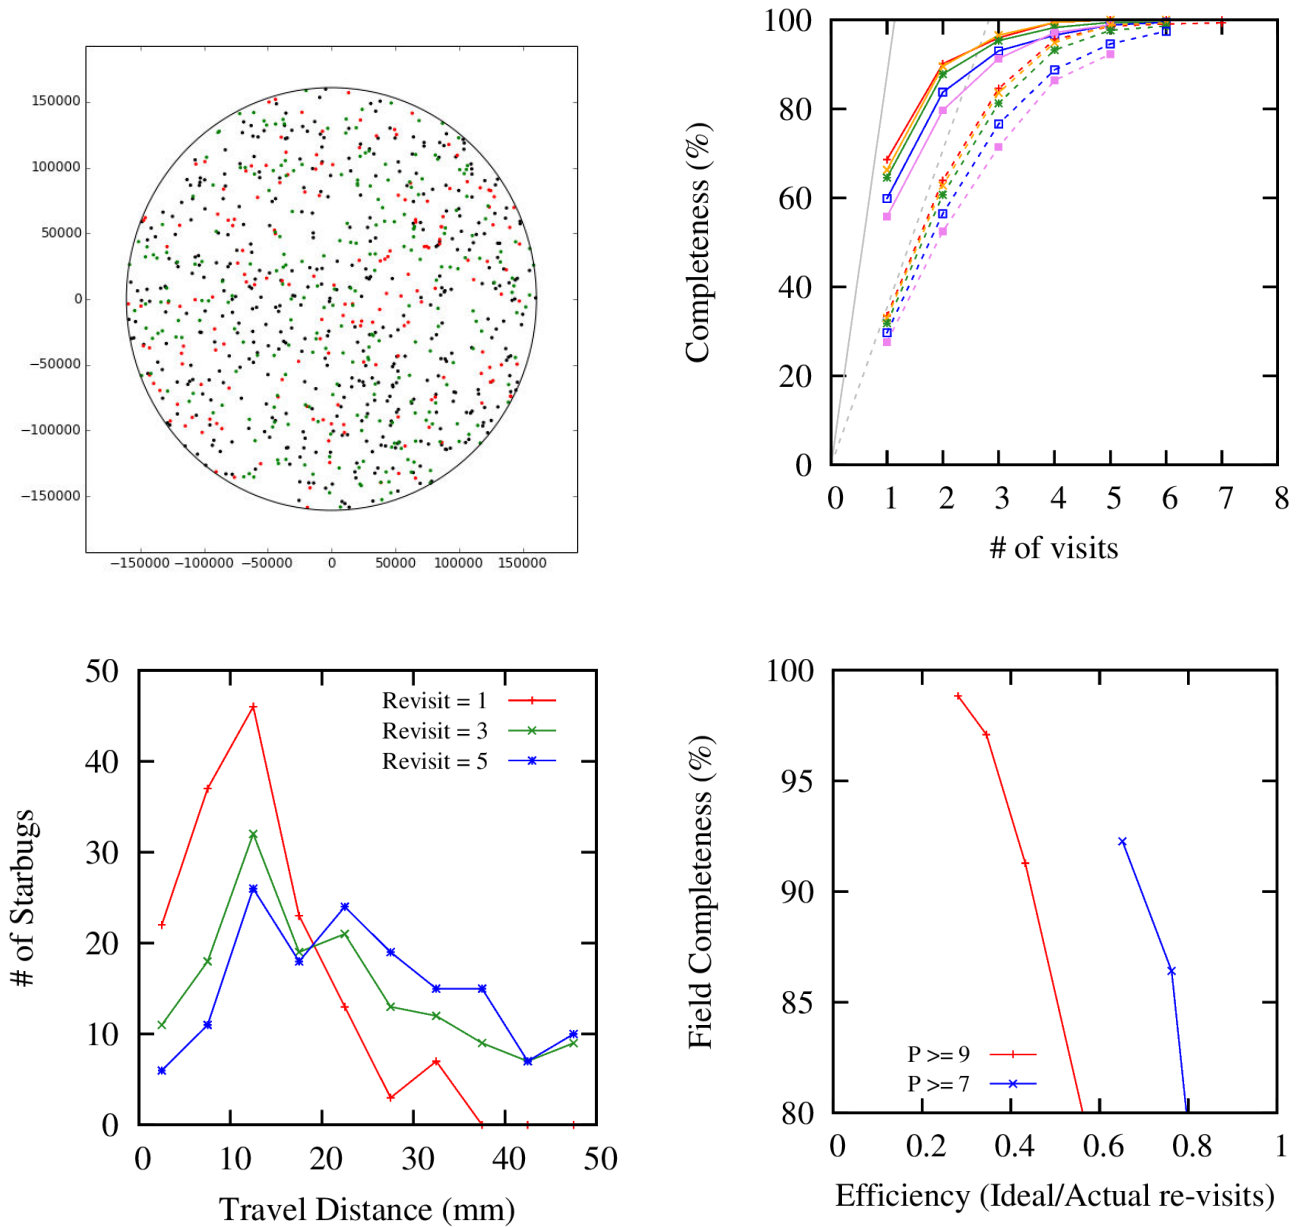 150000
100000
50000
0
−50000
−100000
−150000
−150000 −100000 −50000 0 50000 100000 150000
100
80
60
40
20
0
Completeness (%)
0 1 2 3 4 5 6 7 8
# of visits
50
40
30
20
10
0
# of Starbugs
Revisit = 1
Revisit = 3
Revisit = 5
0 10 20 30 40 50
Travel Distance (mm)
100
95
90
85
80
Field Completeness (%)
P >= 9
P >= 7
0 0.2 0.4 0.6 0.8 1
Efficiency (Ideal/Actual re-visits)